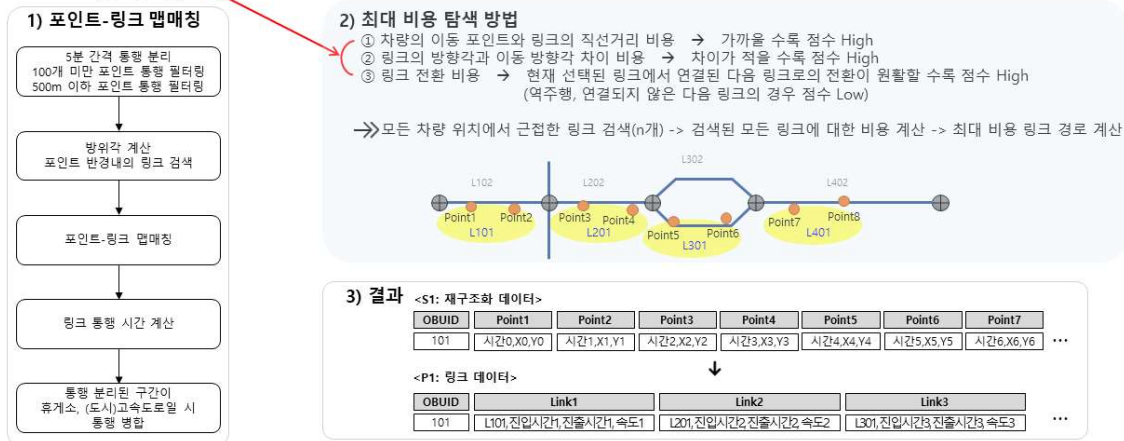 1) 포인트-링크 맵매칭
5분 간격 통행 분리
100개 미만 포인트 통행 필터링
500m 이하 포인트 통행 필터링
방위각 계산
포인트 반경내의 링크 검색
포인트-링크 맵매칭
링크 통행 시간 계산
통행 분리된 구간이
휴게소, (도시)고속도로일 시
통행 병합
2) 최대 비용 탐색 방법
① 차량의 이동 포인트와 링크의 직선거리 비용 → 가까울 수록 점수 High
② 링크의 방향각과 이동 방향각 차이 비용 → 차이가 적을 수록 점수 High
③ 링크 전환 비용 → 현재 선택된 링크에서 연결된 다음 링크로의 전환이 원활할 수록 점수 High
(역주행, 연결되지 않은 다음 링크의 경우 점수 Low)
모든 차량 위치에서 근접한 링크 검색(n개) -> 검색된 모든 링크에 대한 비용 계산 -> 최대 비용 링크 경로 계산
L302
L102 L202 L402
Point1 Point2 Point3 Point4 Point5 Point6 Point7 Point8
L101 L201 L301 L401
3) 결과
<S1: 재구조화 데이터>
OBUID Point1 Point2 Point3 Point4 Point5 Point6 Point7
101 시간0,X0,Y0 시간1,X1,Y1 시간2,X2,Y2 시간3,X3,Y3 시간4,X4,Y4 시간5,X5,Y5 시간6,X6,Y6 ...
↓
<P1: 링크 데이터>
OBUID Link1 Link2 Link3
101 L101,진입시간1,진출시간1,속도1 L201,진입시간2,진출시간2,속도2 L301,진입시간3,진출시간3,속도3 ...